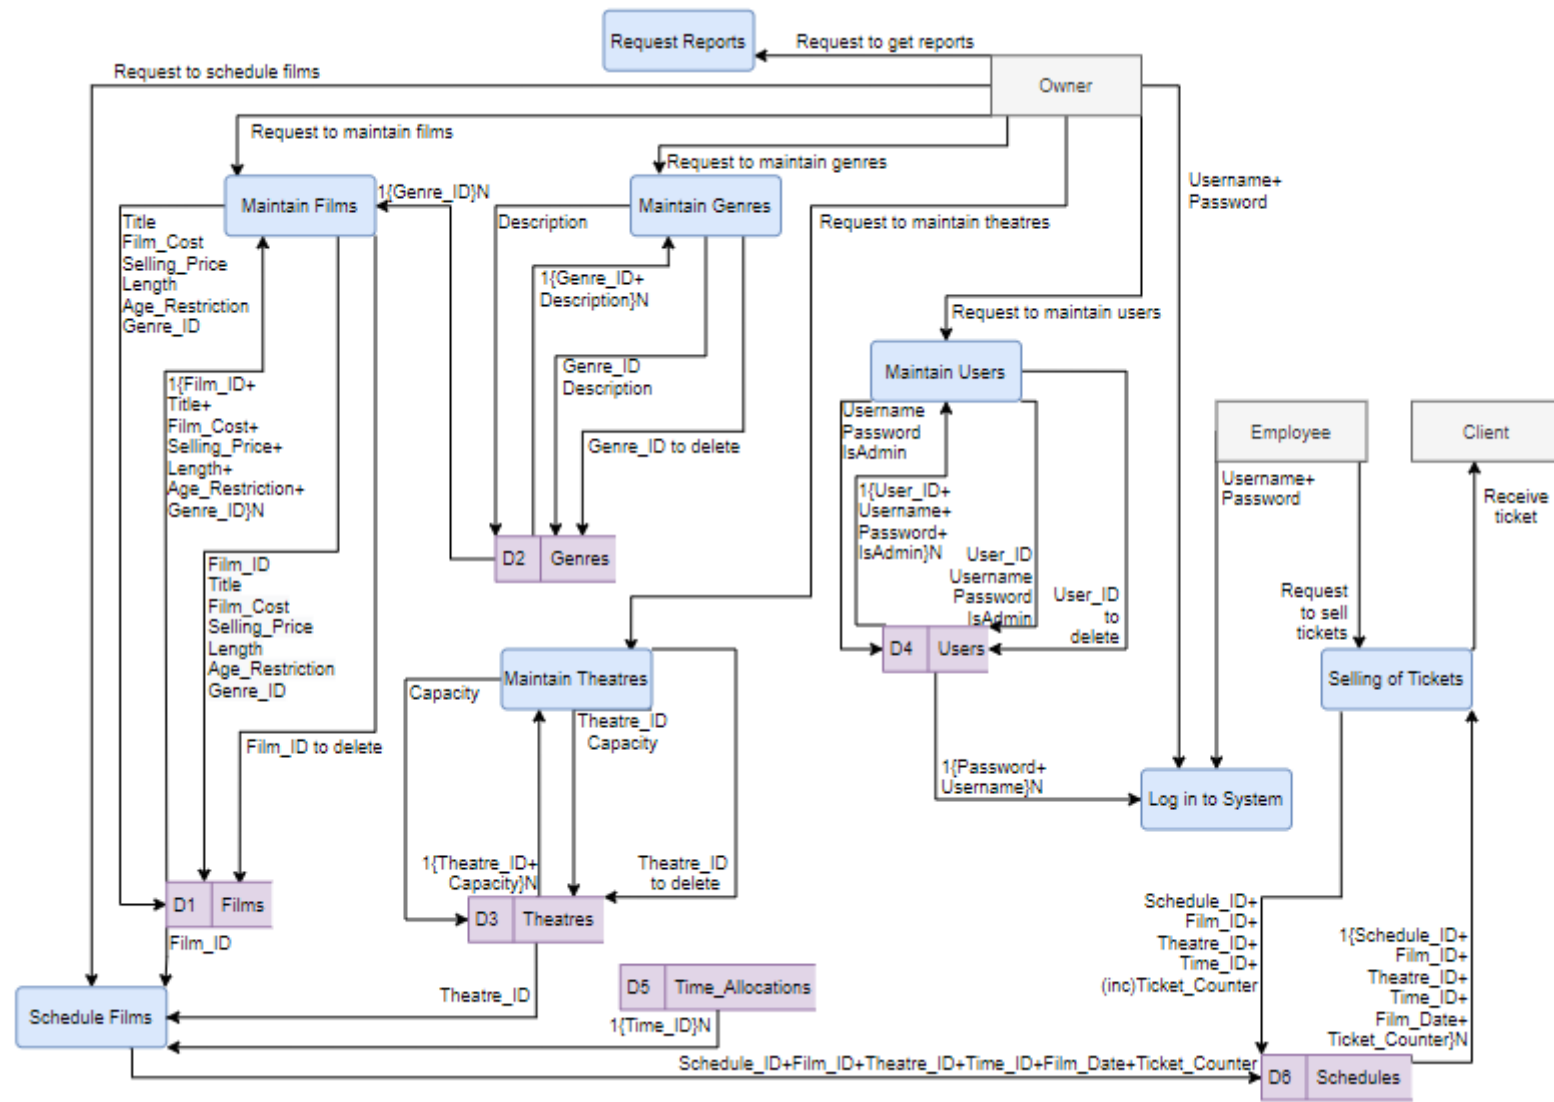 Request Reports
Request to get reports
Request to schedule films
Owner
Request to maintain films
Request to maintain genres
Username+
Password
Maintain Films
1{Genre_ID}N
Maintain Genres
Request to maintain theatres
Title
Film_Cost
Selling_Price
Length
Age_Restriction
Genre_ID
Description
1{Genre_ID+
Description}N
Request to maintain users
Genre_ID
Description
Maintain Users
1{Film_ID+
Title+
Film_Cost+
Selling_Price+
Length+
Age_Restriction+
Genre_ID}N
Genre_ID to delete
Username
Password
IsAdmin
Employee
Client
Username+
Password
Receive
ticket
1{User_ID+
Username+
Password+
IsAdmin}N
D2
Genres
User_ID
Username
Password
IsAdmin
User_ID
to
delete
Request
to sell
tickets
Film_ID
Title
Film_Cost
Selling_Price
Length
Age_Restriction
Genre_ID
D4
Users
Maintain Theatres
Selling of Tickets
Capacity
Theatre_ID
Capacity
Film_ID to delete
1{Password+
Username}N
Log in to System
1{Theatre_ID+
Capacity}N
Theatre_ID
to delete
D1
Films
D3
Theatres
Schedule_ID+
Film_ID+
Theatre_ID+
Time_ID+
(inc)Ticket_Counter
1{Schedule_ID+
Film_ID+
Theatre_ID+
Time_ID+
Film_Date+
Ticket_Counter}N
Film_ID
Theatre_ID
D5
Time_Allocations
Schedule Films
1{Time_ID}N
Schedule_ID+Film_ID+Theatre_ID+Time_ID+Film_Date+Ticket_Counter
D6
Schedules